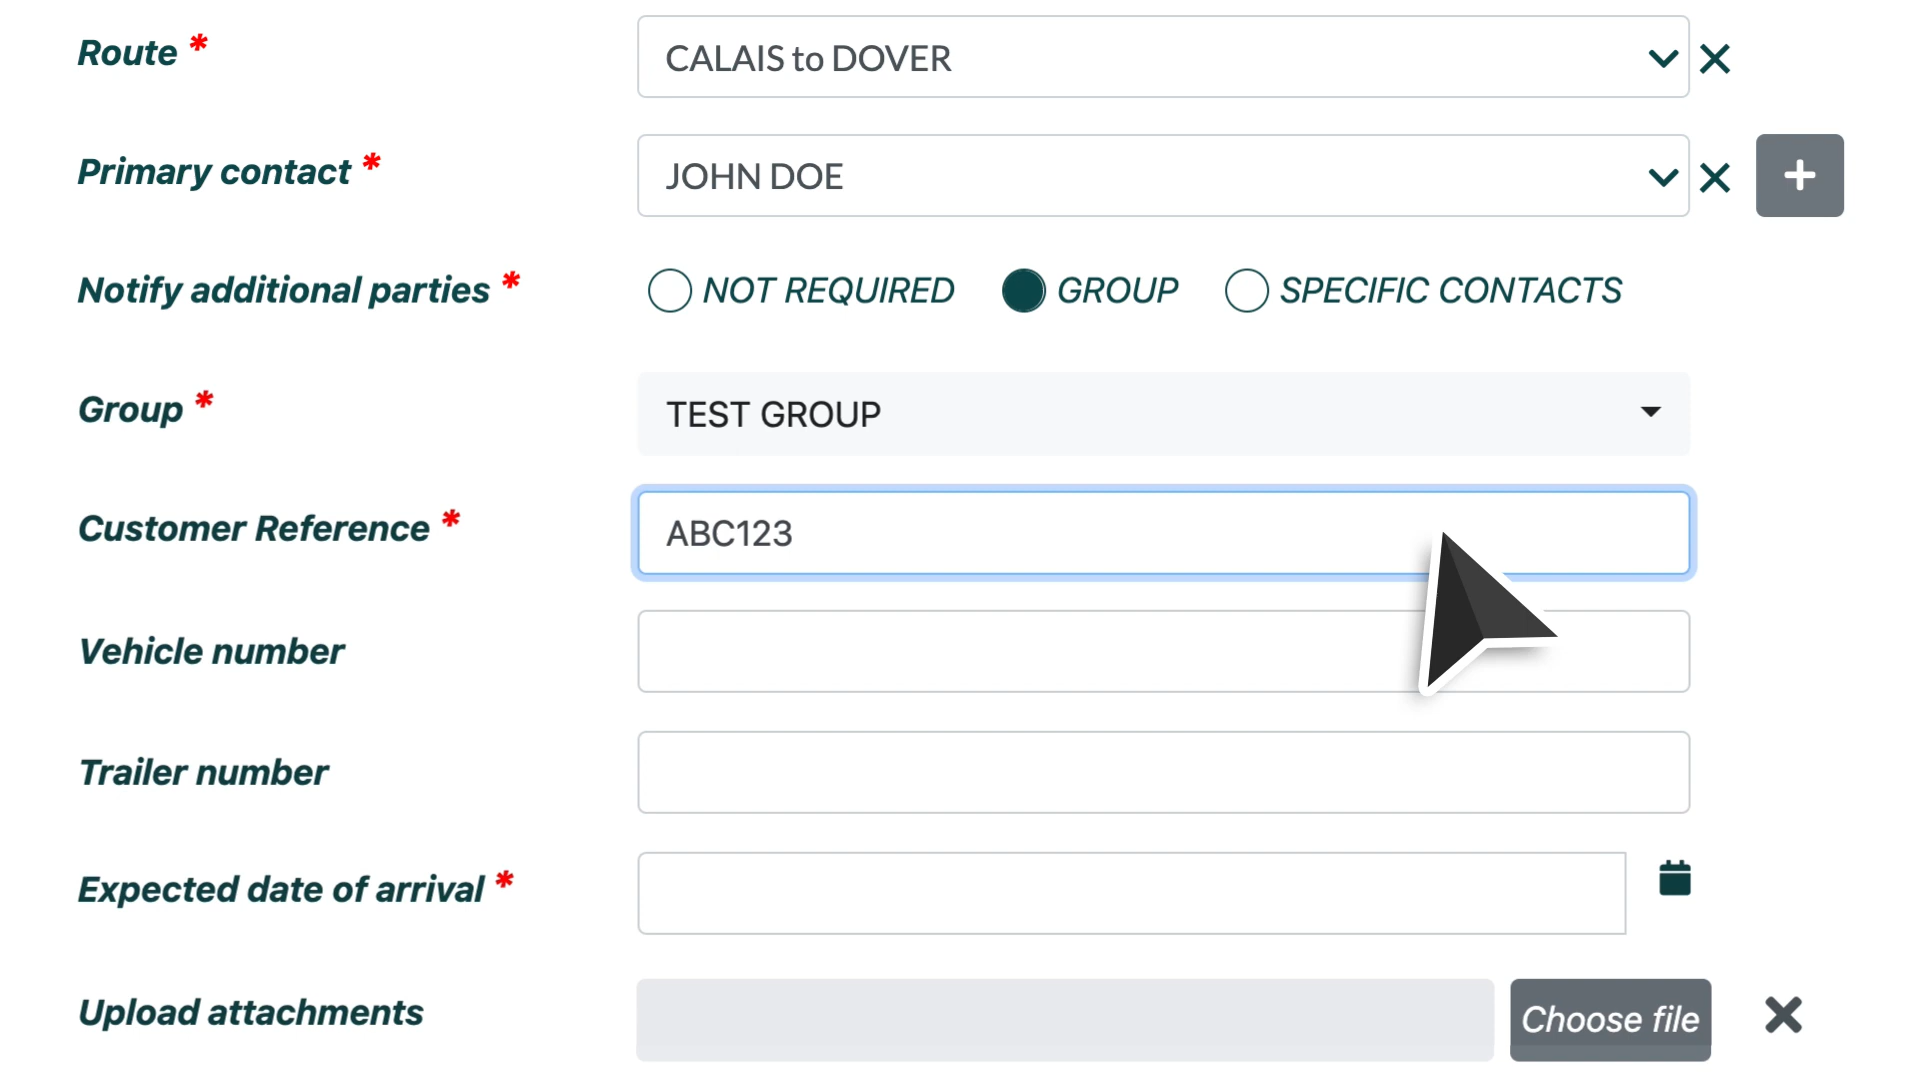 Route * CALAIS to DOVER
Primary contact * JOHN DOE
Notify additional parties * NOT REQUIRED GROUP SPECIFIC CONTACTS
Group * TEST GROUP
Customer Reference * ABC123
Vehicle number
Trailer number
Expected date of arrival *
Upload attachments Choose file